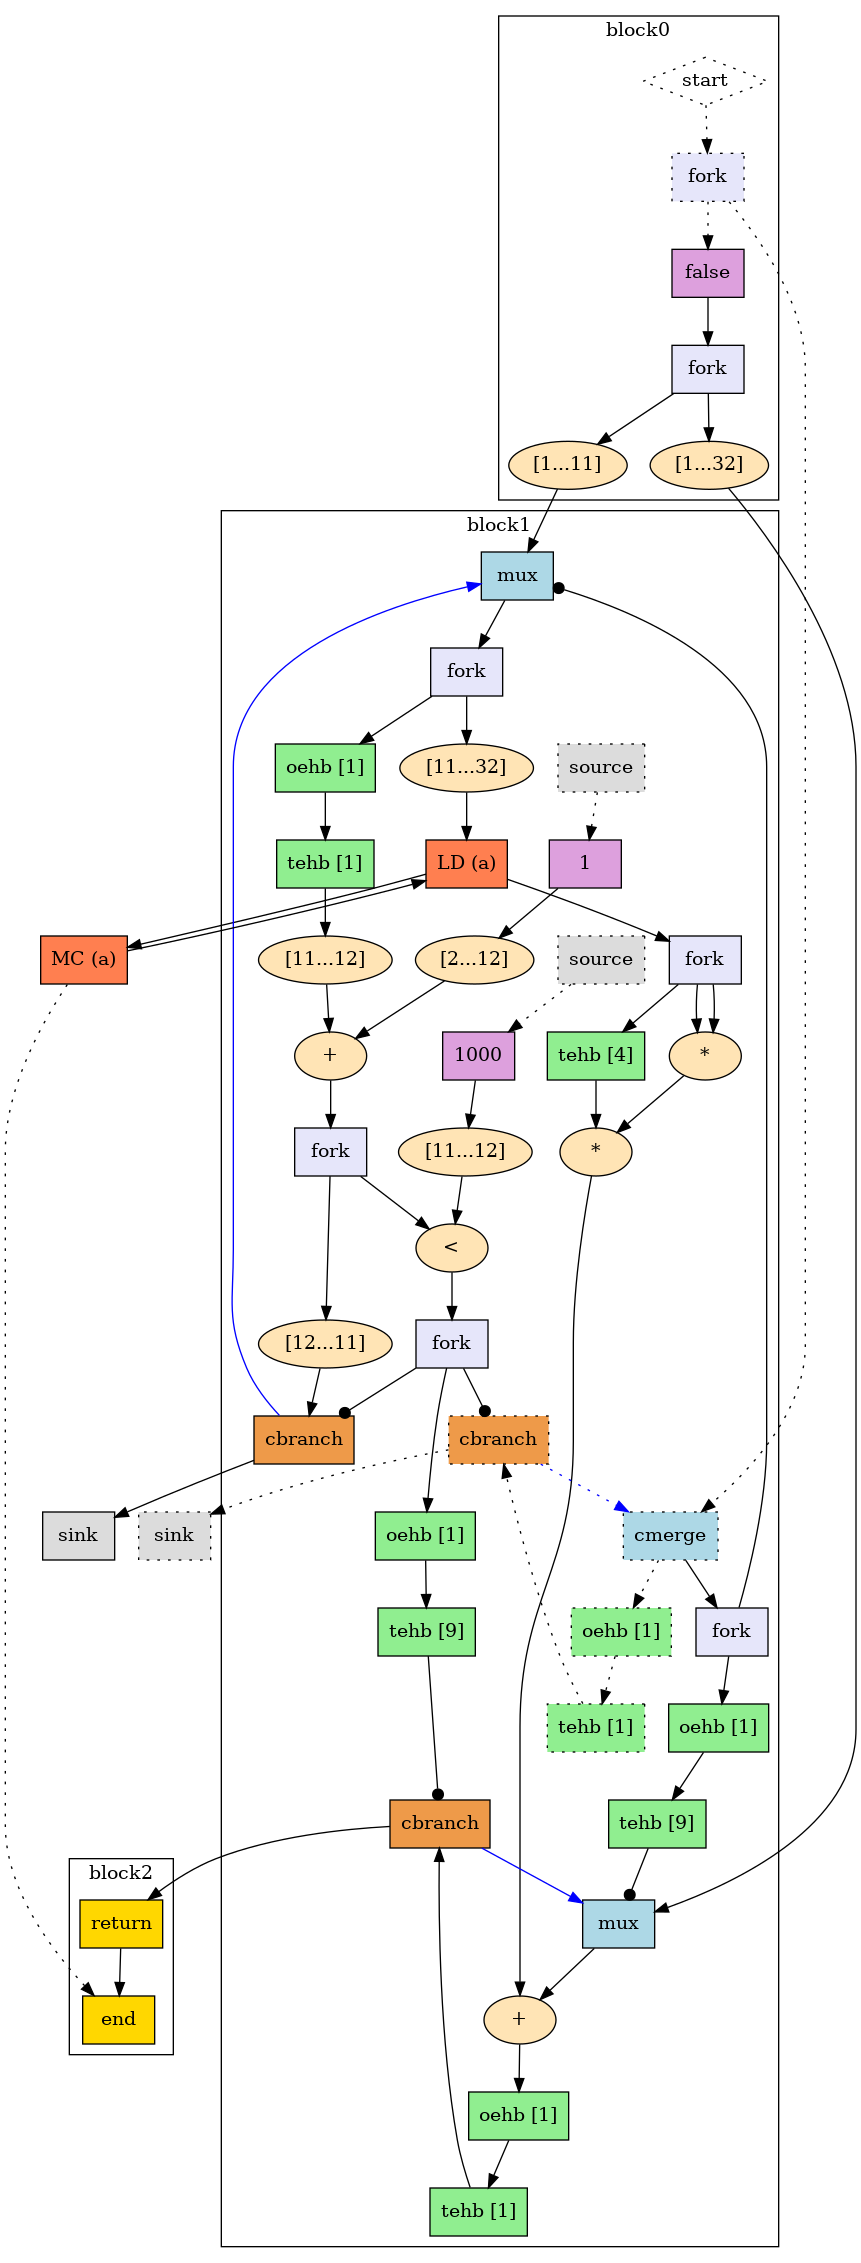 block0
start
fork
false
fork
[1...11]
[1...32]
block1
mux
fork
oehb [1]
[11...32]
source
tehb [1]
LD (a)
1
MC (a)
[11...12]
[2...12]
source
fork
+
1000
tehb [4]
*
fork
[11...12]
*
<
[12...11]
fork
cbranch
cbranch
sink
sink
oehb [1]
cmerge
tehb [9]
oehb [1]
fork
tehb [1]
oehb [1]
cbranch
tehb [9]
block2
return
mux
end
+
oehb [1]
tehb [1]